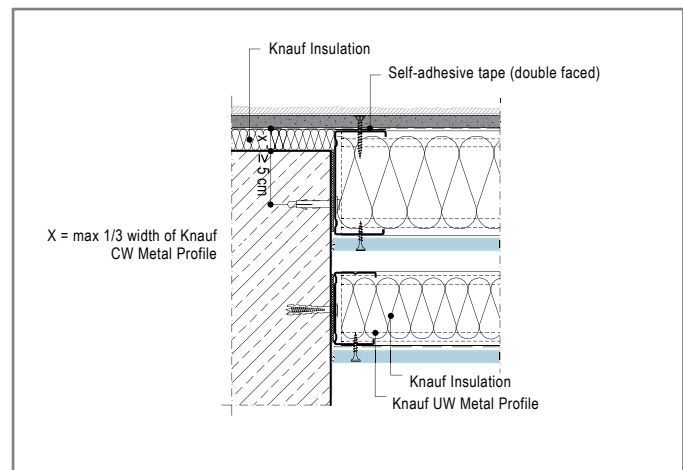 Knauf Insulation
Self-adhesive tape (double faced)
x
≥ 5 cm
X = max 1/3 width of Knauf
CW Metal Profile
Knauf Insulation
Knauf UW Metal Profile